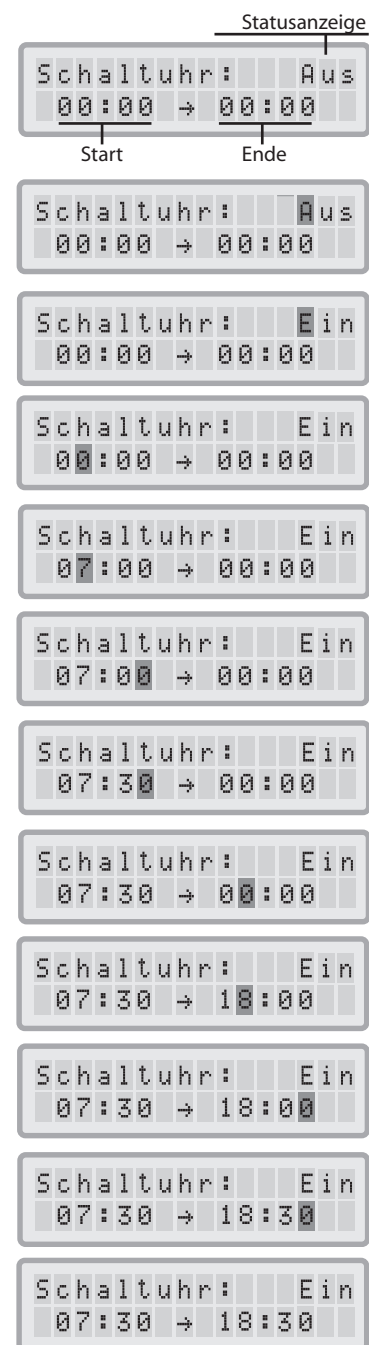 Statusanzeige
Schaltuhr: Aus
00:00 → 00:00
Start Ende
Schaltuhr: Aus
00:00 → 00:00
Schaltuhr: Ein
00:00 → 00:00
Schaltuhr: Ein
00:00 → 00:00
Schaltuhr: Ein
07:00 → 00:00
Schaltuhr: Ein
07:00 → 00:00
Schaltuhr: Ein
07:30 → 00:00
Schaltuhr: Ein
07:30 → 00:00
Schaltuhr: Ein
07:30 → 18:00
Schaltuhr: Ein
07:30 → 18:00
Schaltuhr: Ein
07:30 → 18:30
Schaltuhr: Ein
07:30 → 18:30